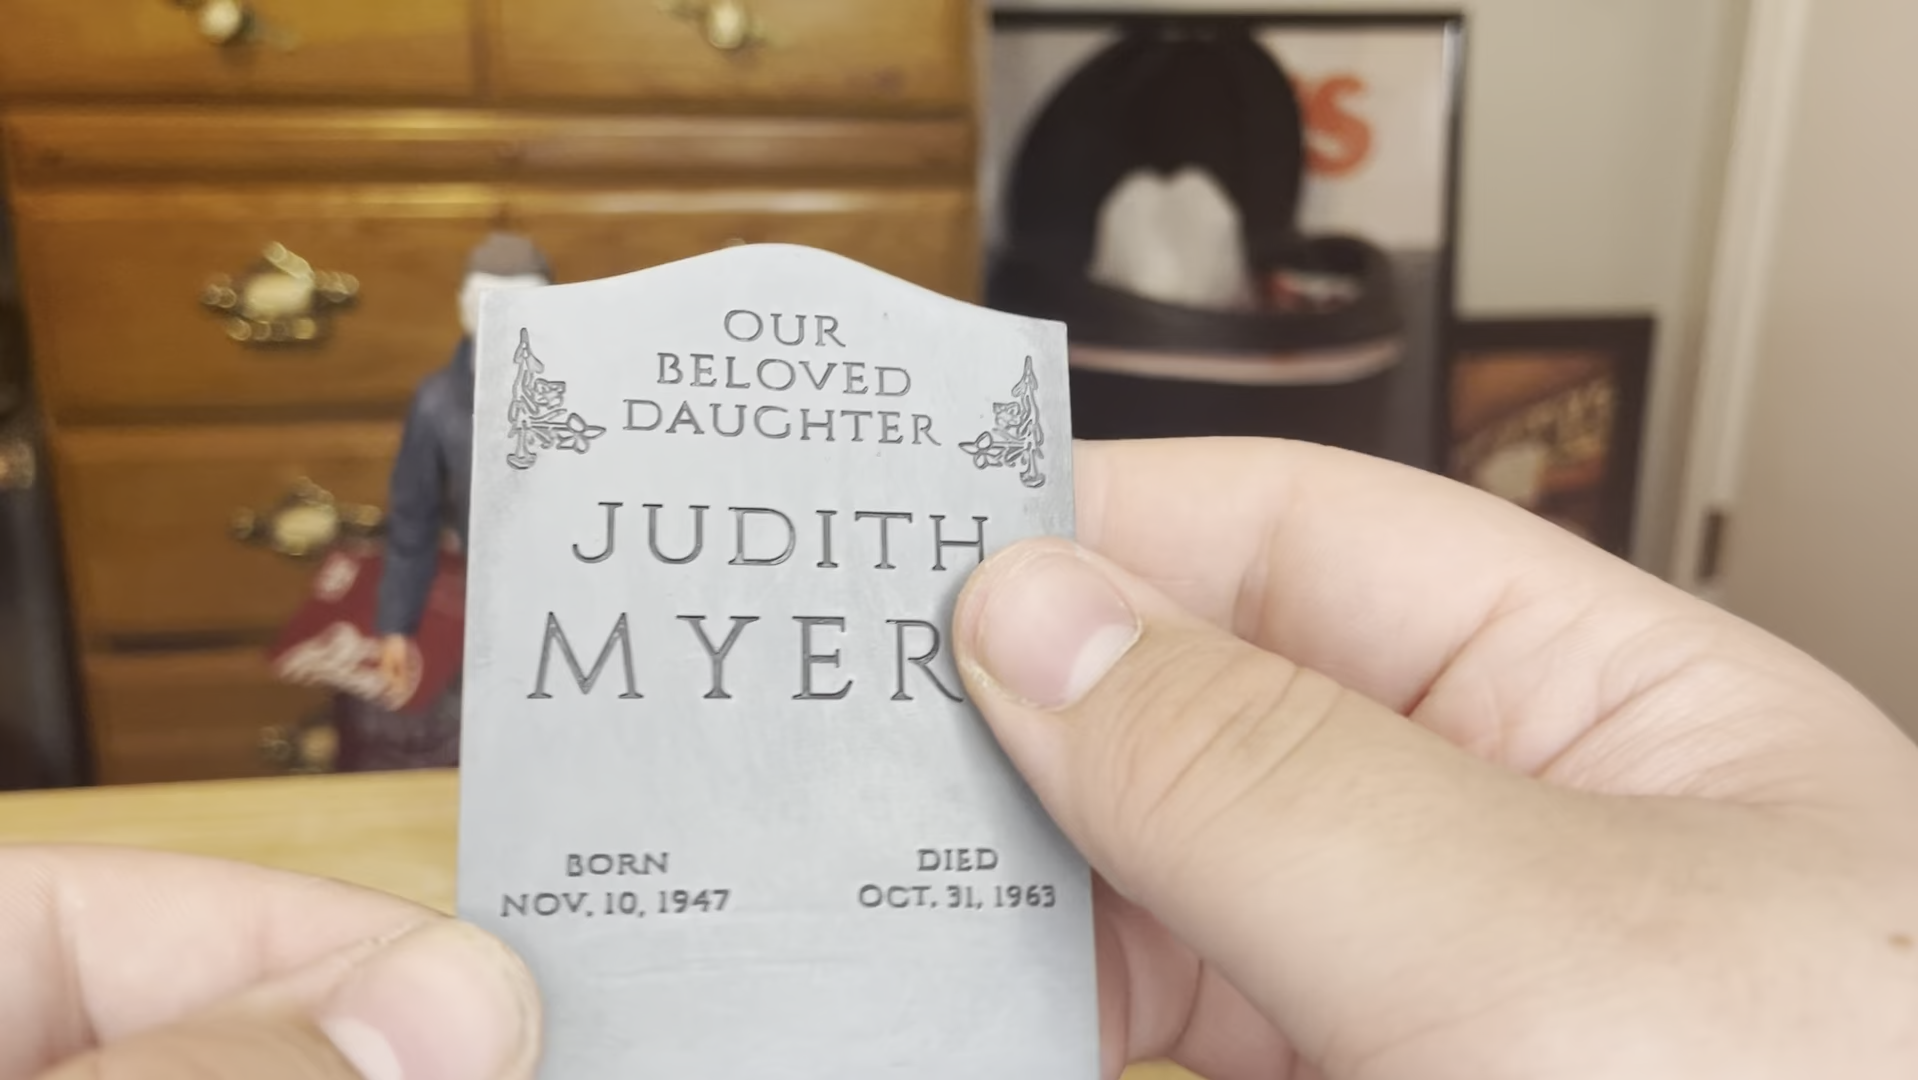 OUR
BELOVED
DAUGHTER
JUDITH
MYER
BORN
NOV. 10, 1947
DIED
OCT. 31, 1963